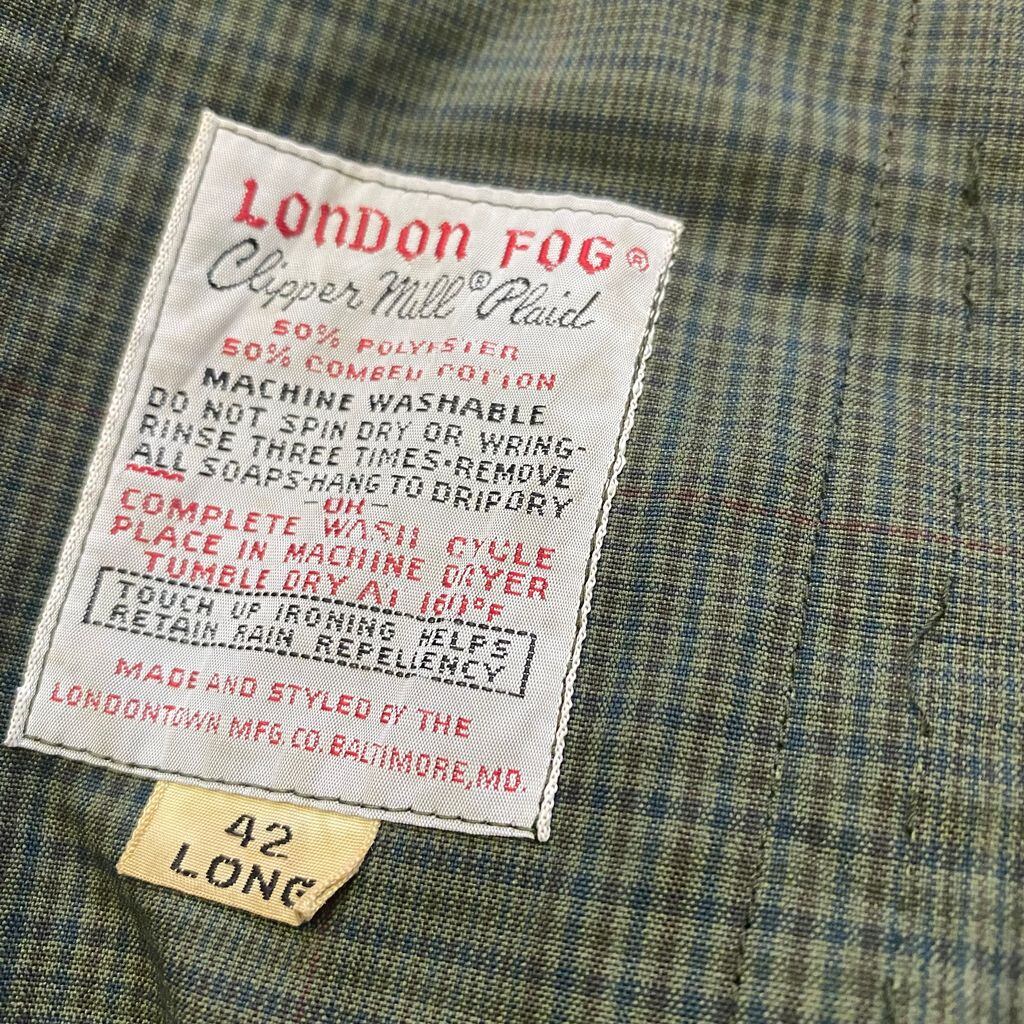 LONDON FOG®
Clipper Mill® Plaid
50% POLYESTER
50% COMBED COTTON
MACHINE WASHABLE
DO NOT SPIN DRY OR WRING-
RINSE THREE TIMES·REMOVE
ALL SOAPS-HANG TO DRIP DRY
-OR-
COMPLETE WASH CYCLE
PLACE IN MACHINE DRYER
TUMBLE DRY AT 160°F
TOUCH UP IRONING HELPS
RETAIN RAIN REPELLENCY
MADE AND STYLED BY THE
LONDONTOWN MFG. CO. BALTIMORE, MD.
42
LONG